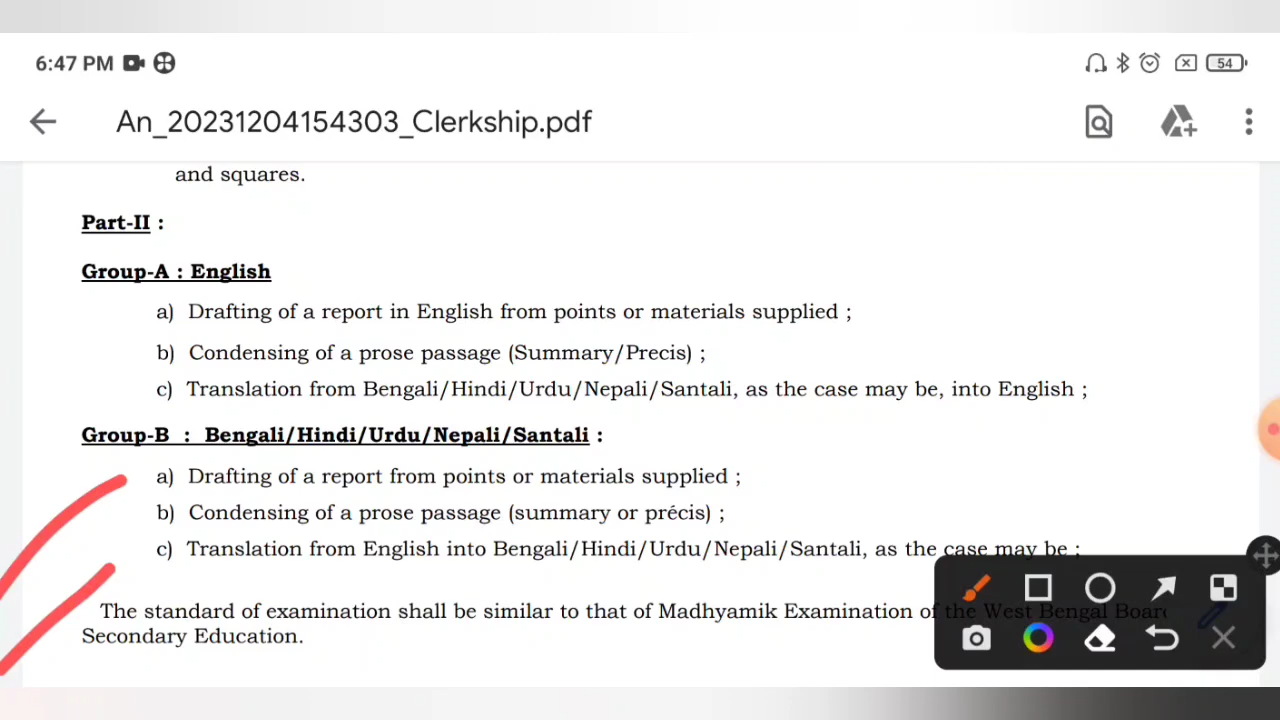 6:47 PM
54
An_20231204154303_Clerkship.pdf
and squares.
Part-II :
Group-A : English
a) Drafting of a report in English from points or materials supplied ;
b) Condensing of a prose passage (Summary/Precis) ;
c) Translation from Bengali/Hindi/Urdu/Nepali/Santali, as the case may be, into English ;
Group-B : Bengali/Hindi/Urdu/Nepali/Santali :
a) Drafting of a report from points or materials supplied ;
b) Condensing of a prose passage (summary or précis) ;
c) Translation from English into Bengali/Hindi/Urdu/Nepali/Santali, as the case may be ;
The standard of examination shall be similar to that of Madhyamik Examination of the West Bengal Board
Secondary Education.